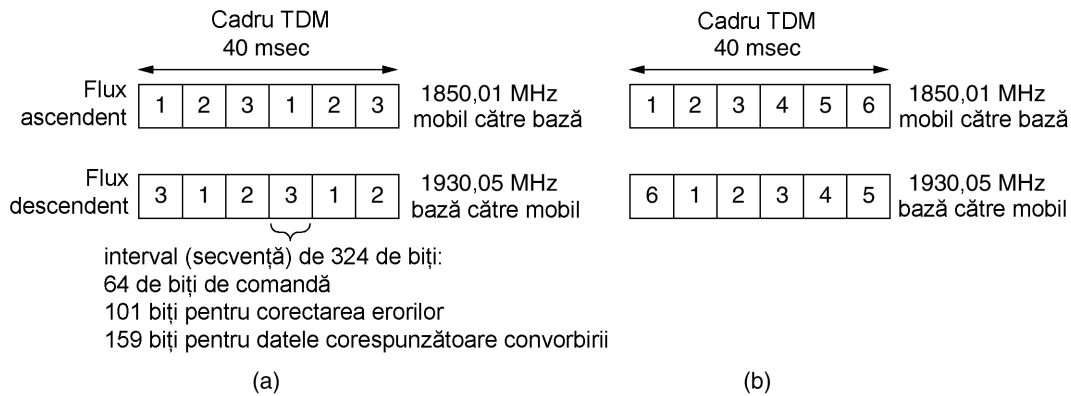 Cadru TDM
40 msec
Flux
ascendent
1 2 3 1 2 3
1850,01 MHz
mobil către bază
Flux
descendent
3 1 2 3 1 2
1930,05 MHz
bază către mobil
interval (secvență) de 324 de biți:
64 de biți de comandă
101 biți pentru corectarea erorilor
159 biți pentru datele corespunzătoare convorbirii
(a)
Cadru TDM
40 msec
1 2 3 4 5 6
1850,01 MHz
mobil către bază
6 1 2 3 4 5
1930,05 MHz
bază către mobil
(b)